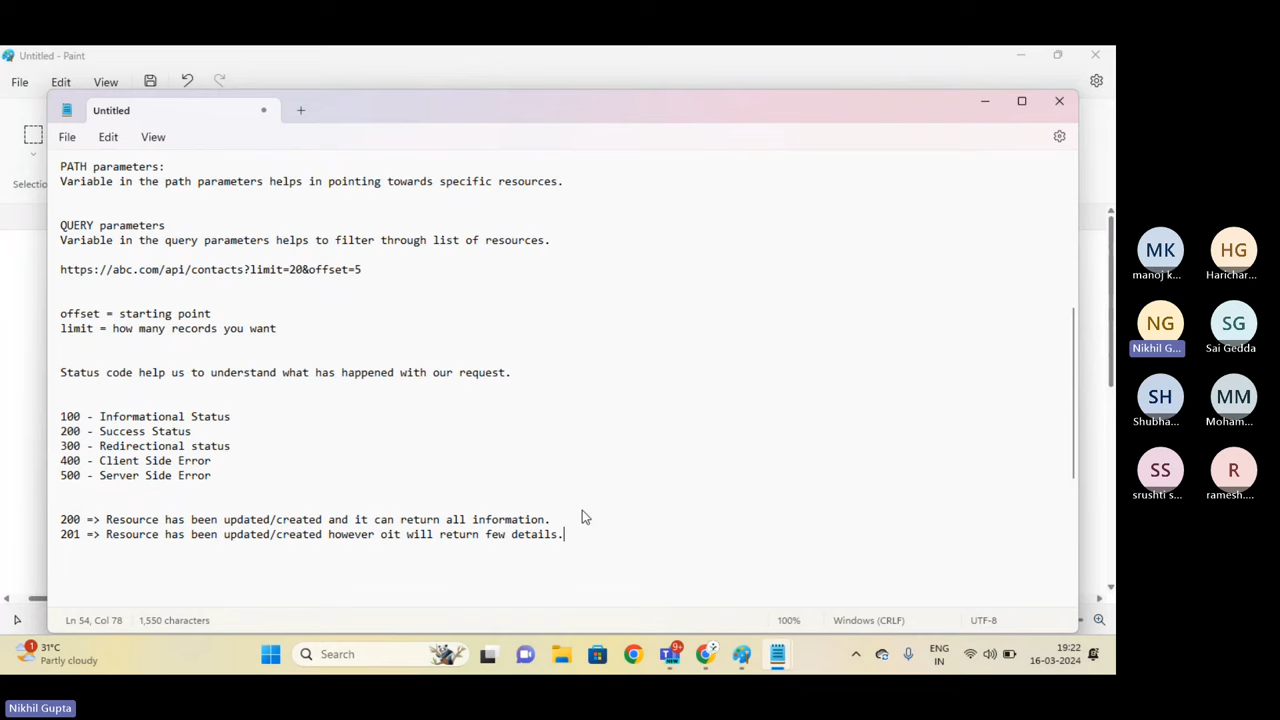 Untitled - Paint
File Edit View
Untitled
File Edit View
Selectio
PATH parameters:
Variable in the path parameters helps in pointing towards specific resources.
QUERY parameters
Variable in the query parameters helps to filter through list of resources.
https://abc.com/api/contacts?limit=20&offset=5
offset = starting point
limit = how many records you want
Status code help us to understand what has happened with our request.
100 - Informational Status
200 - Success Status
300 - Redirectional status
400 - Client Side Error
500 - Server Side Error
200 => Resource has been updated/created and it can return all information.
201 => Resource has been updated/created however oit will return few details.
Ln 54, Col 78 1,550 characters 100% Windows (CRLF) UTF-8
1 31°C
Partly cloudy
Search
9+
ENG
IN
19:22
16-03-2024
MK HG
manoj k... Harichar...
NG SG
Nikhil G... Sai Gedda
SH MM
Shubha... Moham...
SS R
srushti s... ramesh....
Nikhil Gupta